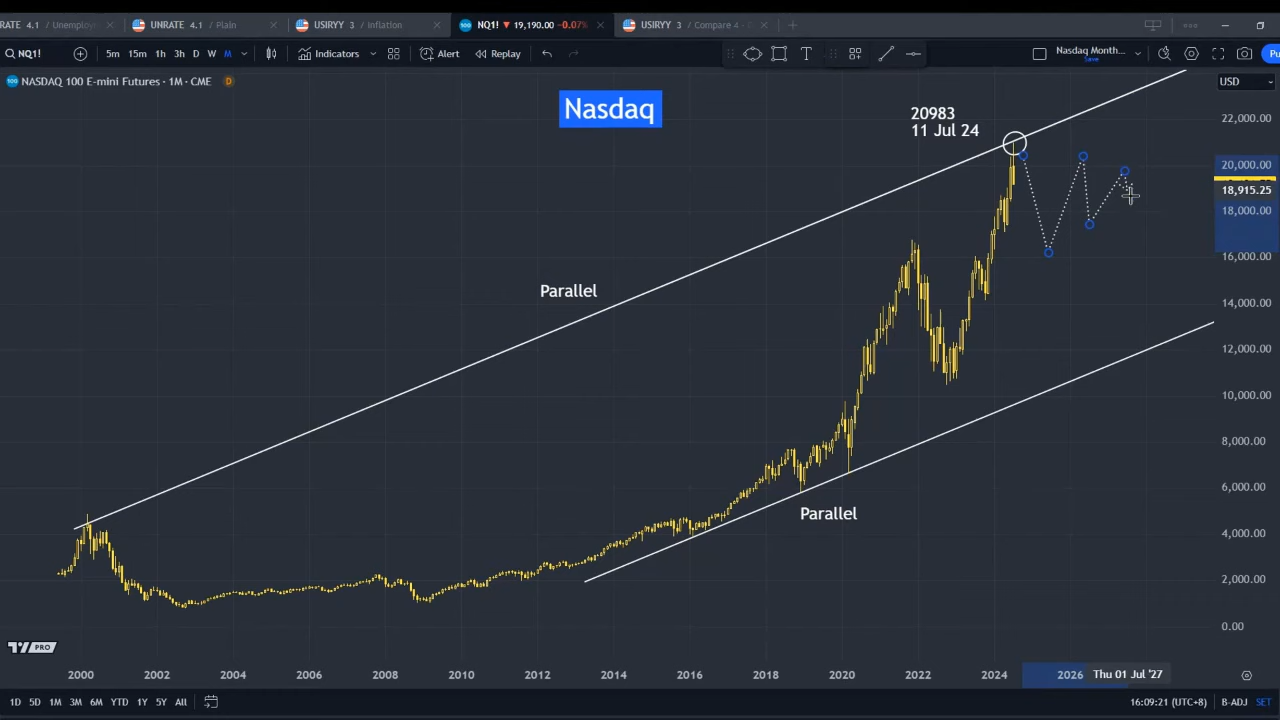 RATE 4.1 / Unemploy
UNRATE 4.1 / Plain
USIRYY 3 / Inflation
NQ1! ▼ 19,190.00 −0.07%
USIRYY 3 / Compare 4 -
NQ1!
5m 15m 1h 3h D W M
Indicators
Alert
Replay
T
Nasdaq Month...
Save
Pu
100 NASDAQ 100 E-mini Futures · 1M · CME D
USD
Nasdaq
20983
11 Jul 24
22,000.00
20,000.00
18,915.25
18,000.00
16,000.00
Parallel
14,000.00
12,000.00
10,000.00
8,000.00
6,000.00
Parallel
4,000.00
2,000.00
0.00
PRO
2000 2002 2004 2006 2008 2010 2012 2014 2016 2018 2020 2022 2024 2026 Thu 01 Jul '27
1D 5D 1M 3M 6M YTD 1Y 5Y All
16:09:21 (UTC+8) B-ADJ SET